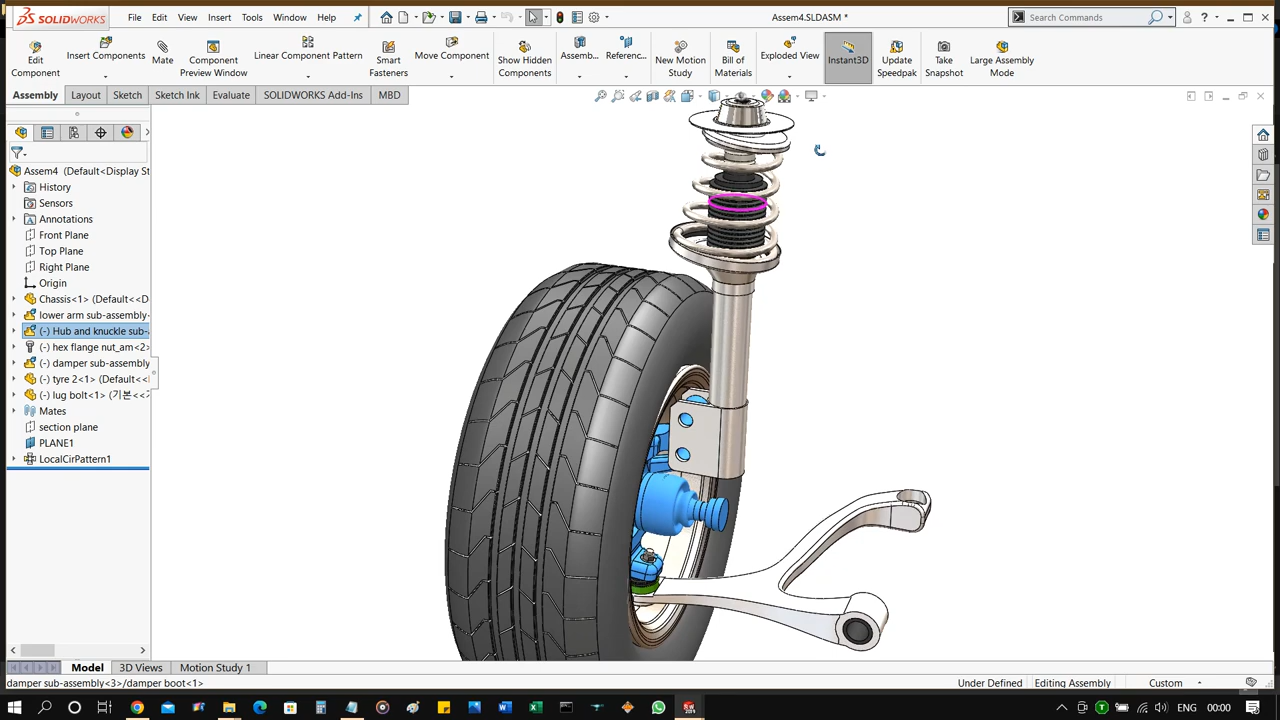 SOLIDWORKS File Edit View Insert Tools Window Help Assem4.SLDASM * Search Commands
Edit Component
Insert Components
Mate
Component Preview Window
Linear Component Pattern
Smart Fasteners
Move Component
Show Hidden Components
Assemb...
Referenc...
New Motion Study
Bill of Materials
Exploded View
Instant3D
Update Speedpak
Take Snapshot
Large Assembly Mode
Assembly Layout Sketch Sketch Ink Evaluate SOLIDWORKS Add-Ins MBD
Assem4 (Default<Display St
History
Sensors
Annotations
Front Plane
Top Plane
Right Plane
Origin
Chassis<1> (Default<<D
lower arm sub-assembly
(-) Hub and knuckle sub-
(-) hex flange nut_am<2>
(-) damper sub-assembly
(-) tyre 2<1> (Default<<
(-) lug bolt<1> (기본<<
Mates
section plane
PLANE1
LocalCirPattern1
Model 3D Views Motion Study 1
damper sub-assembly<3>/damper boot<1> Under Defined Editing Assembly Custom
ENG 00:00